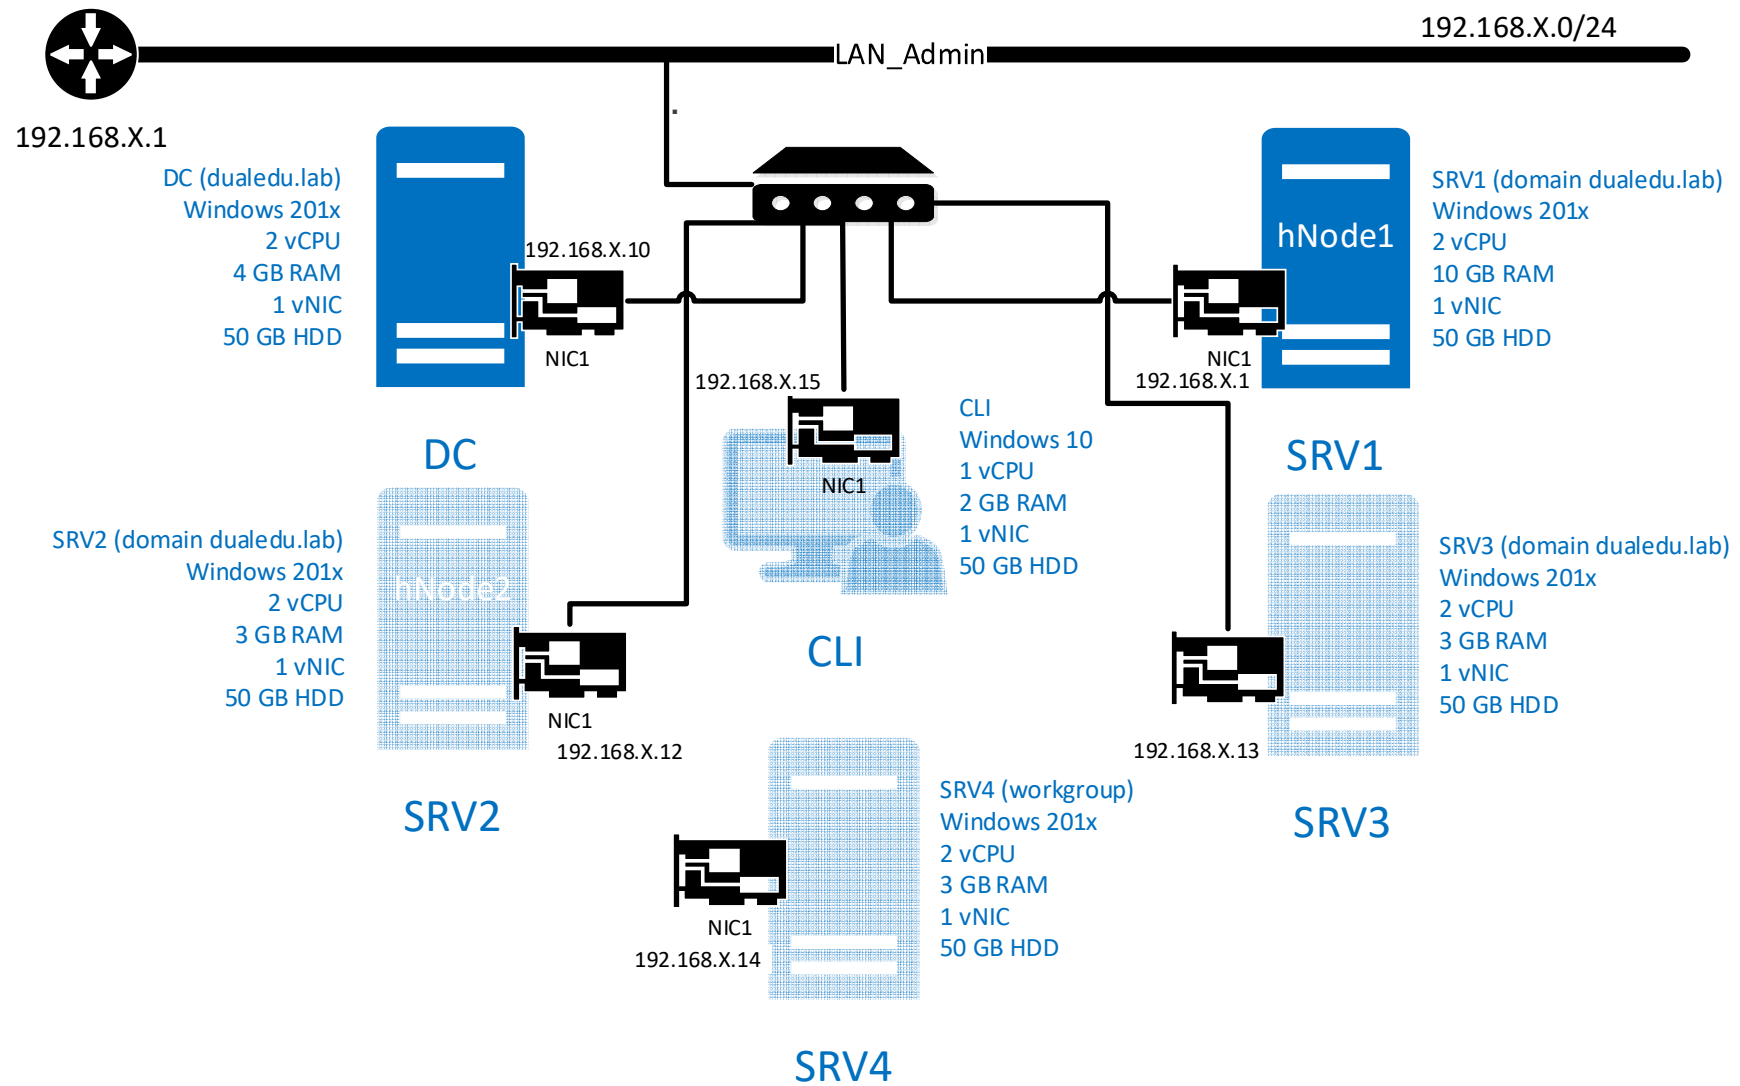 192.168.X.0/24
LAN_Admin
192.168.X.1
DC (dualedu.lab)
Windows 201x
2 vCPU
4 GB RAM
1 vNIC
50 GB HDD
192.168.X.10
NIC1
DC
hNode1
SRV1 (domain dualedu.lab)
Windows 201x
2 vCPU
10 GB RAM
1 vNIC
50 GB HDD
NIC1
192.168.X.1
SRV1
192.168.X.15
NIC1
CLI
Windows 10
1 vCPU
2 GB RAM
1 vNIC
50 GB HDD
CLI
SRV2 (domain dualedu.lab)
Windows 201x
2 vCPU
3 GB RAM
1 vNIC
50 GB HDD
hNode2
NIC1
192.168.X.12
SRV2
SRV3 (domain dualedu.lab)
Windows 201x
2 vCPU
3 GB RAM
1 vNIC
50 GB HDD
192.168.X.13
SRV3
SRV4 (workgroup)
Windows 201x
2 vCPU
3 GB RAM
1 vNIC
50 GB HDD
NIC1
192.168.X.14
SRV4